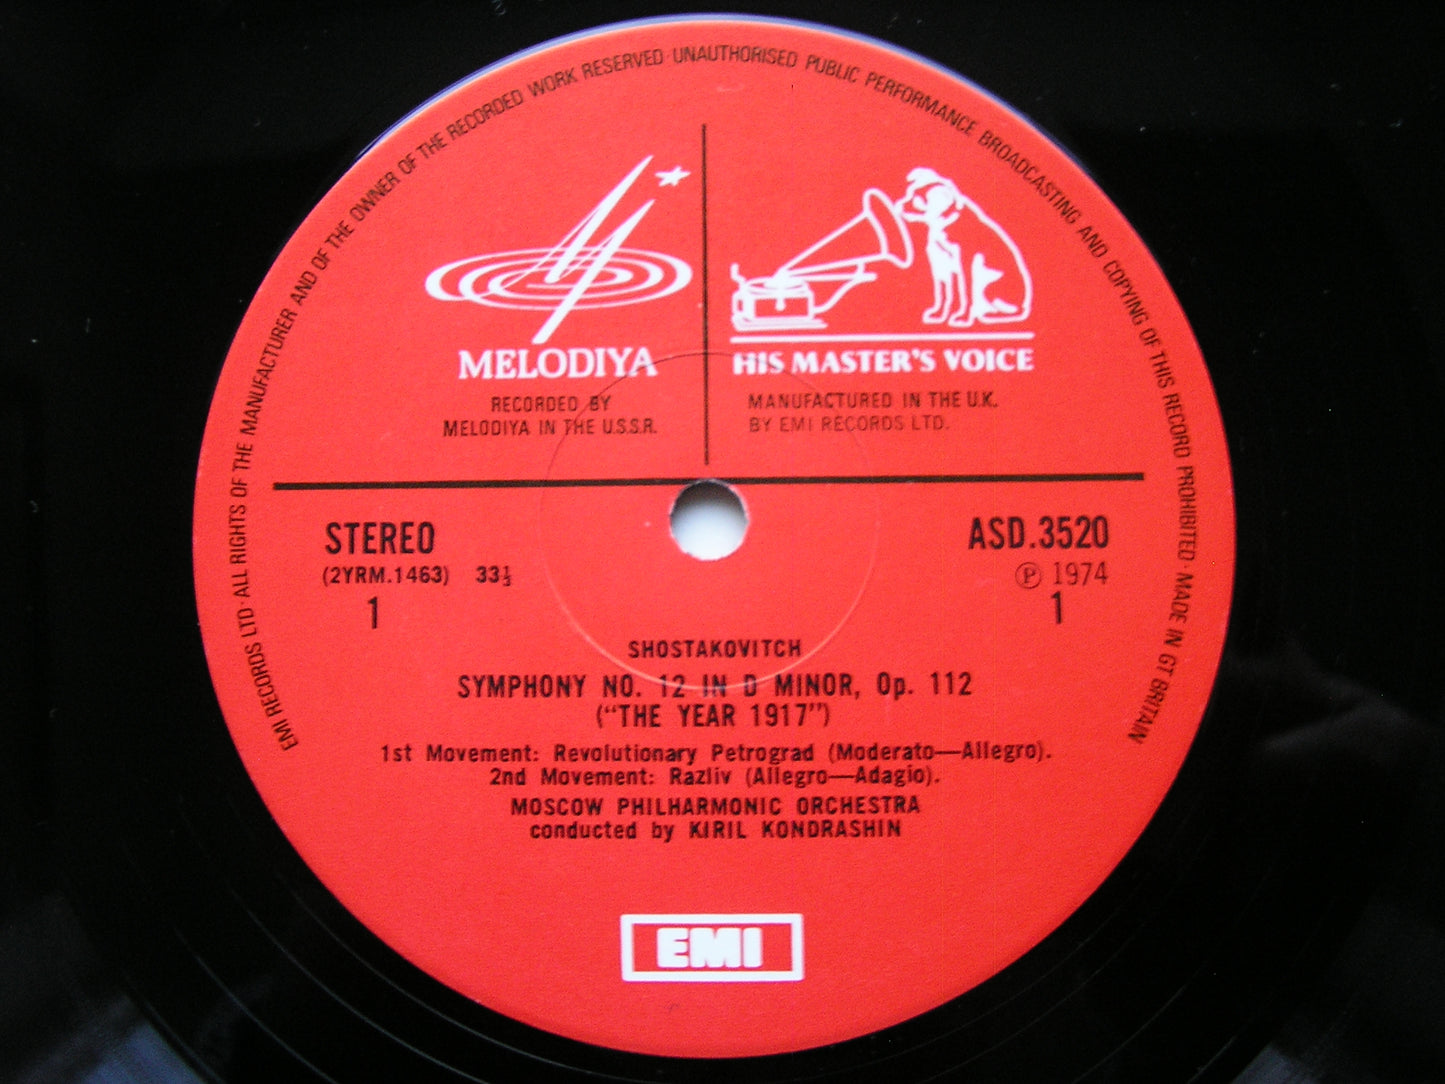 EMI RECORDS LTD · ALL RIGHTS OF THE MANUFACTURER AND OF THE OWNER OF THE RECORDED WORK RESERVED · UNAUTHORISED PUBLIC PERFORMANCE BROADCASTING AND COPYING OF THIS RECORD PROHIBITED · MADE IN GT BRITAIN
MELODIYA
RECORDED BY
MELODIYA IN THE U.S.S.R.
HIS MASTER'S VOICE
MANUFACTURED IN THE U.K.
BY EMI RECORDS LTD.
STEREO
(2YRM.1463) 33⅓
1
ASD.3520
℗ 1974
1
SHOSTAKOVITCH
SYMPHONY NO. 12 IN D MINOR, Op. 112
("THE YEAR 1917")
1st Movement: Revolutionary Petrograd (Moderato—Allegro).
2nd Movement: Razliv (Allegro—Adagio).
MOSCOW PHILHARMONIC ORCHESTRA
conducted by KIRIL KONDRASHIN
EMI